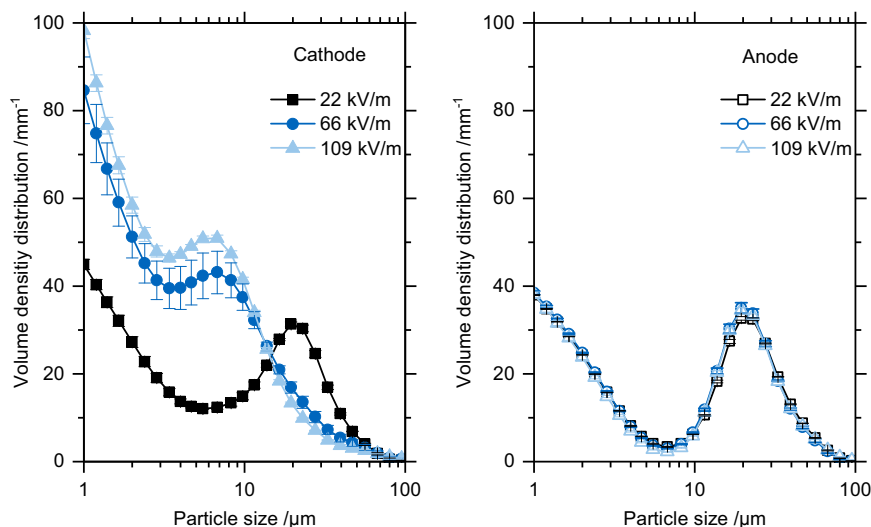 Cathode
22 kV/m
66 kV/m
109 kV/m
Volume densitiy distribution /mm⁻¹
100
80
60
40
20
0
1
10
100
Particle size /µm
Anode
22 kV/m
66 kV/m
109 kV/m
Volume densitiy distribution /mm⁻¹
100
80
60
40
20
0
1
10
100
Particle size /µm